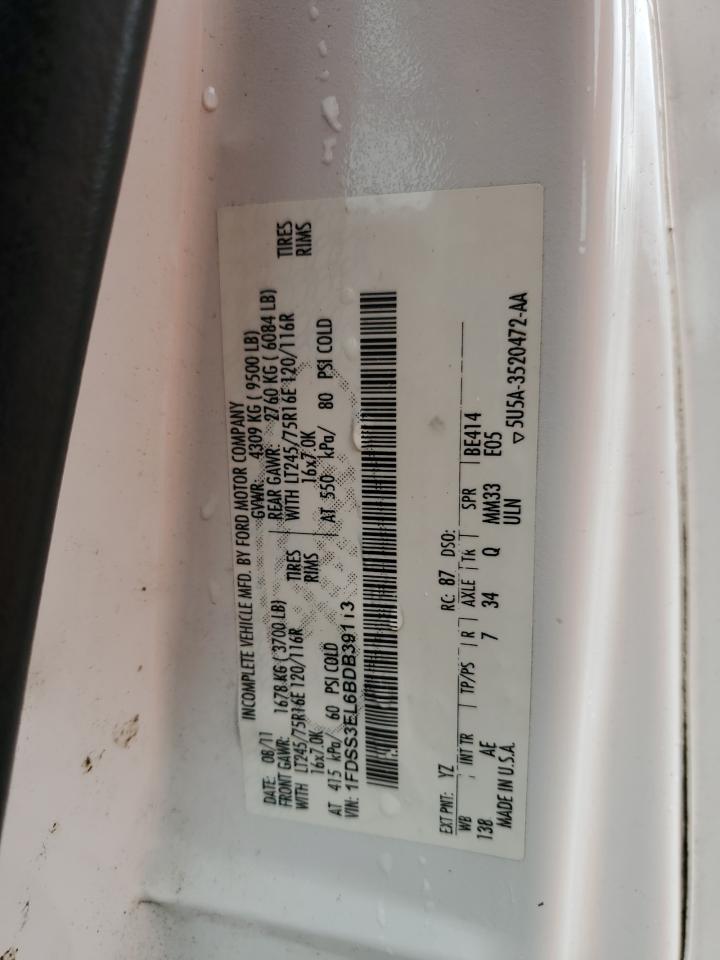 INCOMPLETE VEHICLE MFD. BY FORD MOTOR COMPANY
DATE: 08/11 GVWR: 4309 KG ( 9500 LB)
FRONT GAWR: 1678 KG ( 3700 LB) REAR GAWR: 2760 KG ( 6084 LB)
WITH LT245/75R16E 120/116R TIRES WITH LT245/75R16E 120/116R TIRES
16x7.0K RIMS 16x7.0K RIMS
AT 415 kPa/ 60 PSI COLD AT 550 kPa/ 80 PSI COLD
VIN: 1FDSS3EL6BDB39113
EXT PNT: YZ RC: 87 DSO:
WB INT TR TP/PS R AXLE TR SPR BE414
138 AE 7 34 Q MM33 E05
MADE IN U.S.A. ULN
▽5U5A-3520472-AA